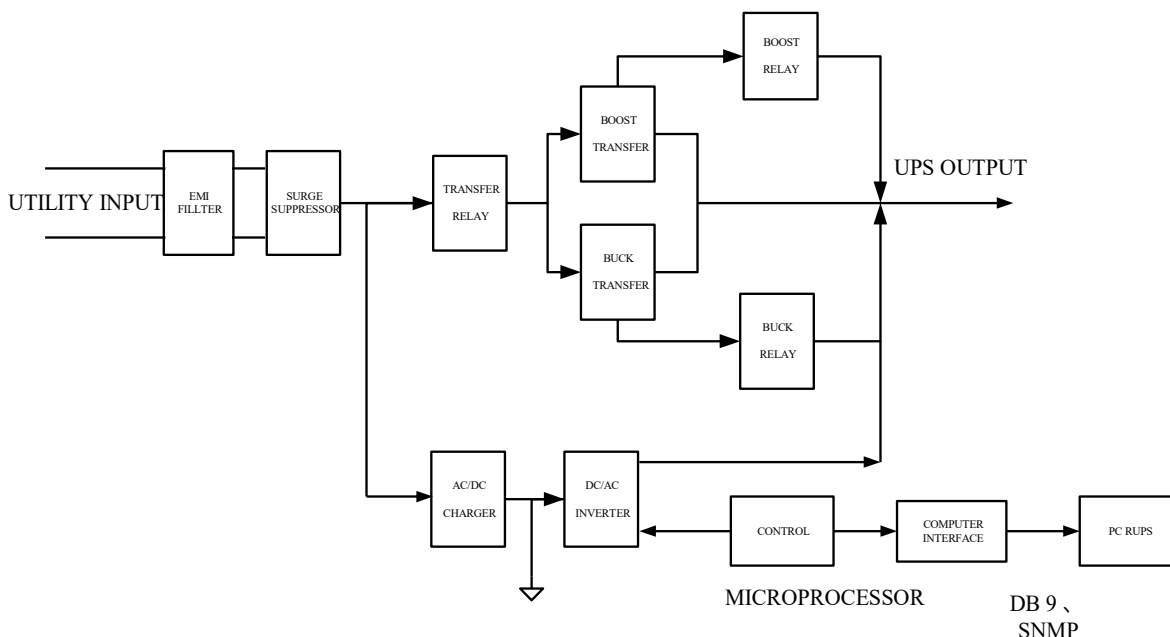 BOOST
RELAY
BOOST
TRANSFER
UPS OUTPUT
UTILITY INPUT
EMI
FILLTER
SURGE
SUPPRESSOR
TRANSFER
RELAY
BUCK
TRANSFER
BUCK
RELAY
AC/DC
CHARGER
DC/AC
INVERTER
CONTROL
COMPUTER
INTERFACE
PC RUPS
MICROPROCESSOR
DB 9 、
SNMP